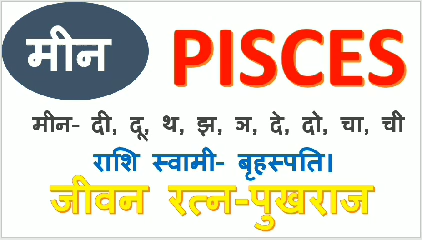 मीन PISCES
मीन- दी, दू, थ, झ, ञ, दे, दो, चा, ची
राशि स्वामी- बृहस्पति।
जीवन रत्न-पुखराज